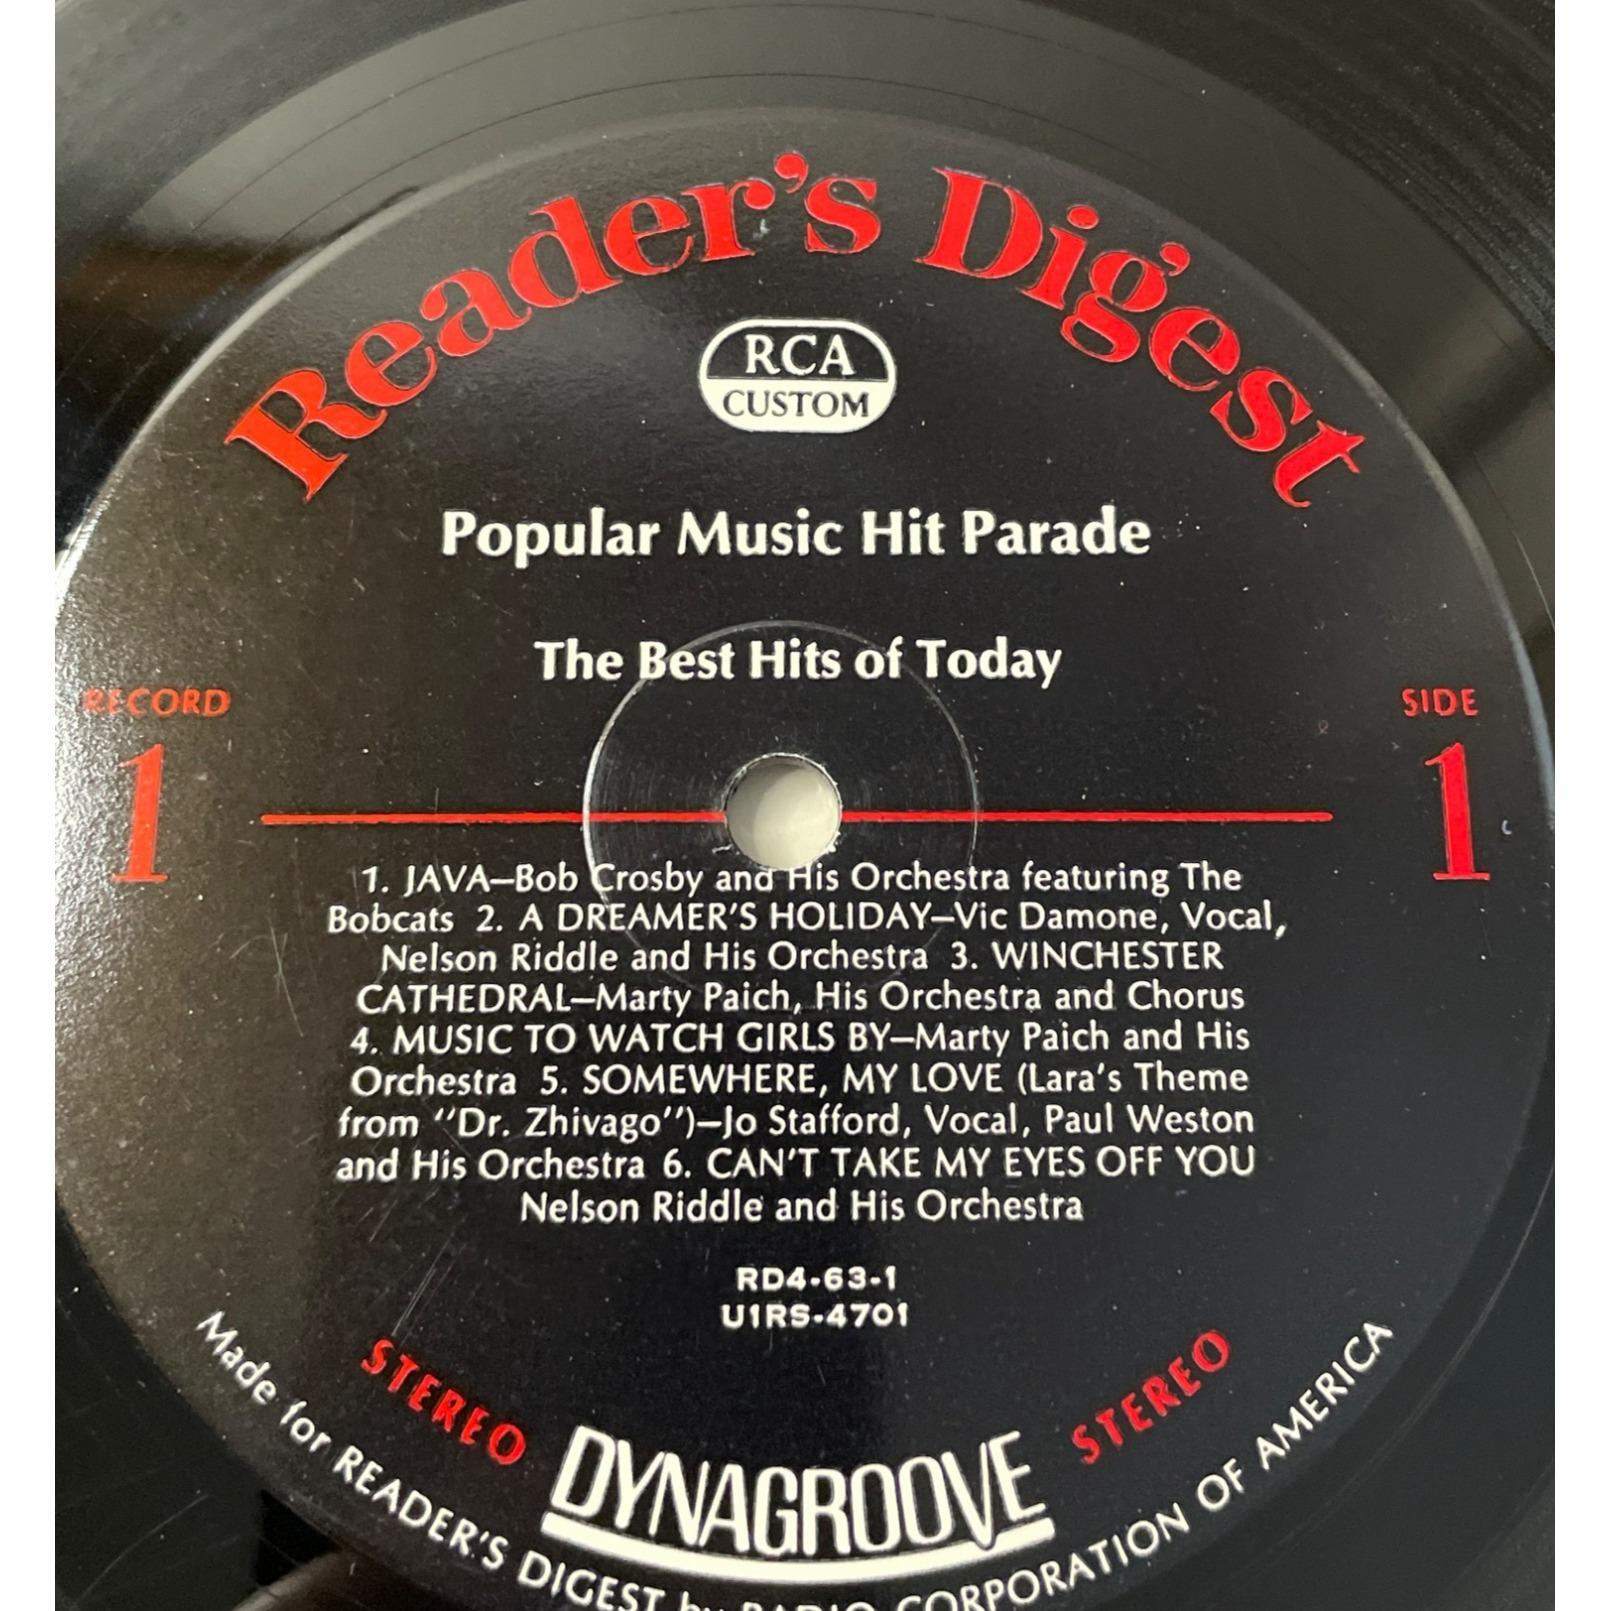 Reader's Digest
RCA
CUSTOM
Popular Music Hit Parade
The Best Hits of Today
RECORD
1
SIDE
1
1. JAVA—Bob Crosby and His Orchestra featuring The
Bobcats 2. A DREAMER'S HOLIDAY—Vic Damone, Vocal,
Nelson Riddle and His Orchestra 3. WINCHESTER
CATHEDRAL—Marty Paich, His Orchestra and Chorus
4. MUSIC TO WATCH GIRLS BY—Marty Paich and His
Orchestra 5. SOMEWHERE, MY LOVE (Lara's Theme
from "Dr. Zhivago")—Jo Stafford, Vocal, Paul Weston
and His Orchestra 6. CAN'T TAKE MY EYES OFF YOU
Nelson Riddle and His Orchestra
RD4-63-1
U1RS-4701
STEREO
DYNAGROOVE
STEREO
Made for READER'S DIGEST by RADIO CORPORATION OF AMERICA